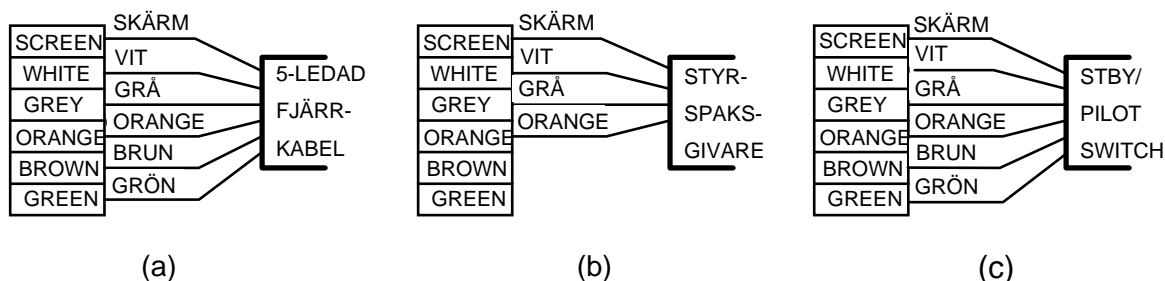 SCREEN
WHITE
GREY
ORANGE
BROWN
GREEN
SKÄRM
VIT
GRÅ
ORANGE
BRUN
GRÖN
5-LEDAD
FJÄRR-
KABEL
(a)
SCREEN
WHITE
GREY
ORANGE
BROWN
GREEN
SKÄRM
VIT
GRÅ
ORANGE
STYR-
SPAKS-
GIVARE
(b)
SCREEN
WHITE
GREY
ORANGE
BROWN
GREEN
SKÄRM
VIT
GRÅ
ORANGE
BRUN
GRÖN
STBY/
PILOT
SWITCH
(c)